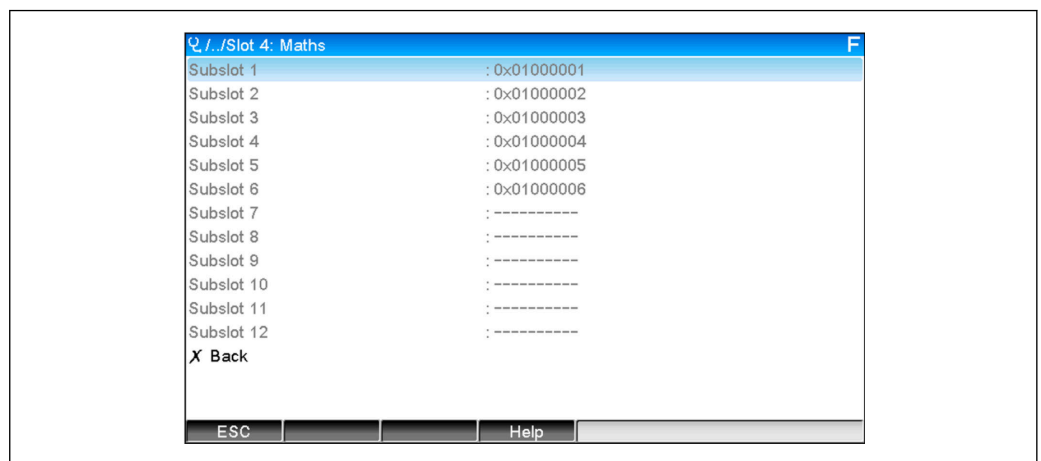 /../Slot 4: Maths F
Subslot 1 : 0x01000001
Subslot 2 : 0x01000002
Subslot 3 : 0x01000003
Subslot 4 : 0x01000004
Subslot 5 : 0x01000005
Subslot 6 : 0x01000006
Subslot 7 : ----------
Subslot 8 : ----------
Subslot 9 : ----------
Subslot 10 : ----------
Subslot 11 : ----------
Subslot 12 : ----------
X Back
ESC Help